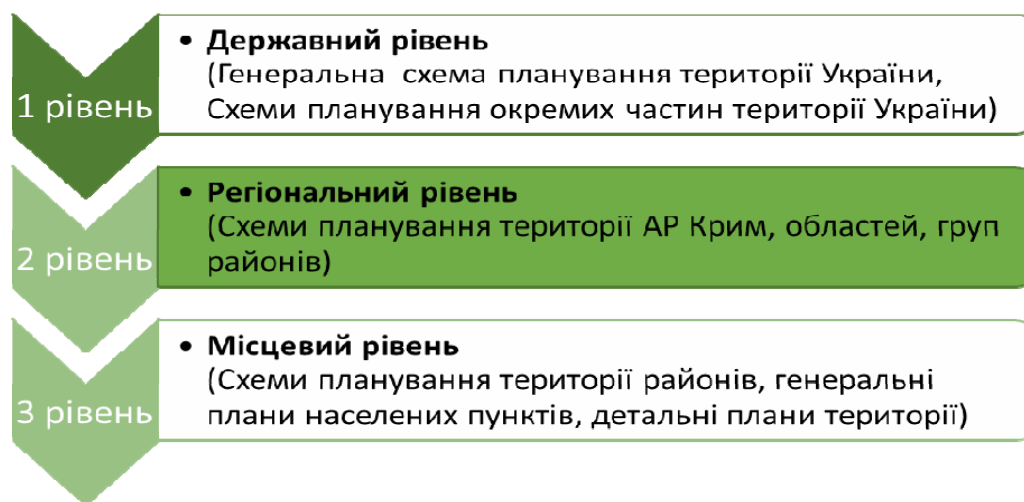 1 рівень
• Державний рівень
(Генеральна схема планування території України,
Схеми планування окремих частин території України)
2 рівень
• Регіональний рівень
(Схеми планування території АР Крим, областей, груп
районів)
3 рівень
• Місцевий рівень
(Схеми планування території районів, генеральні
плани населених пунктів, детальні плани території)